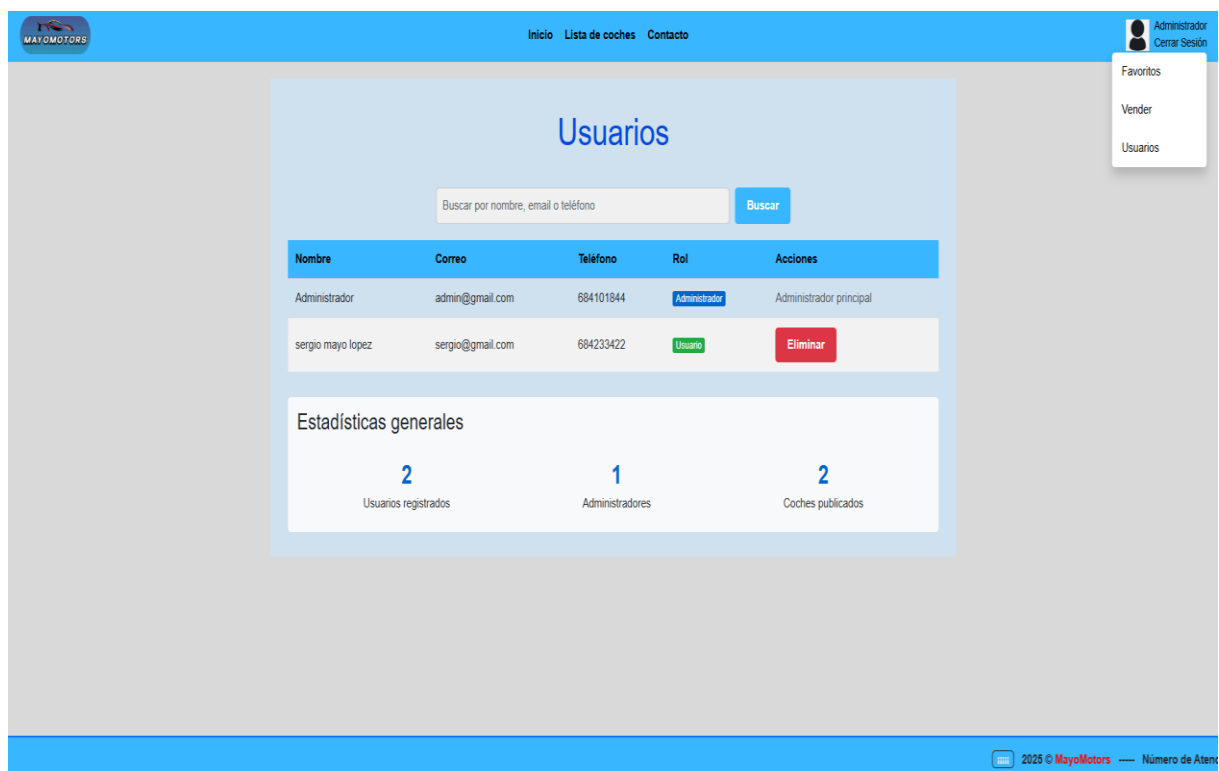 MAYOMOTORS
Inicio Lista de coches Contacto
Administrador
Cerrar Sesión
Favoritos
Vender
Usuarios
Usuarios
Buscar por nombre, email o teléfono Buscar
Nombre Correo Teléfono Rol Acciones
Administrador admin@gmail.com 684101844 Administrador Administrador principal
sergio mayo lopez sergio@gmail.com 684233422 Usuario Eliminar
Estadísticas generales
2 1 2
Usuarios registrados Administradores Coches publicados
2025 © MayoMotors ----- Número de Atenc